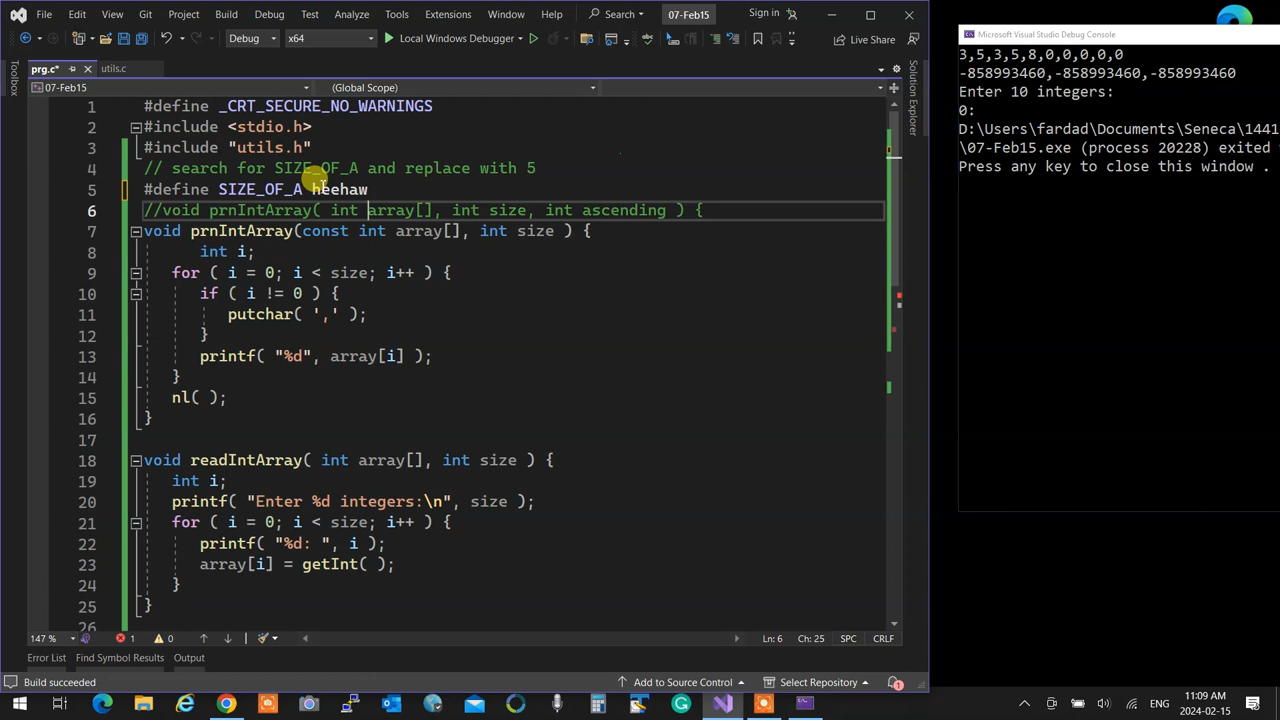 File Edit View Git Project Build Debug Test Analyze Tools Extensions Window Help Search 07-Feb15 Sign in
Debug x64 Local Windows Debugger Live Share
Toolbox
Solution Explorer
prg.c* utils.c
07-Feb15 (Global Scope)
1 #define _CRT_SECURE_NO_WARNINGS
2 #include <stdio.h>
3 #include "utils.h"
4 // search for SIZE_OF_A and replace with 5
5 #define SIZE_OF_A heehaw
6 //void prnIntArray( int array[], int size, int ascending ) {
7 void prnIntArray(const int array[], int size ) {
8 int i;
9 for ( i = 0; i < size; i++ ) {
10 if ( i != 0 ) {
11 putchar( ',' );
12 }
13 printf( "%d", array[i] );
14 }
15 nl( );
16 }
17
18 void readIntArray( int array[], int size ) {
19 int i;
20 printf( "Enter %d integers:\n", size );
21 for ( i = 0; i < size; i++ ) {
22 printf( "%d: ", i );
23 array[i] = getInt( );
24 }
25 }
26
147 % 1 0 Ln: 6 Ch: 25 SPC CRLF
Error List Find Symbol Results Output
Build succeeded Add to Source Control Select Repository 1
Microsoft Visual Studio Debug Console
3,5,3,5,8,0,0,0,0,0
-858993460,-858993460,-858993460
Enter 10 integers:
0:
D:\Users\fardad\Documents\Seneca\1441
\07-Feb15.exe (process 20228) exited
Press any key to close this window .
ENG
11:09 AM
2024-02-15